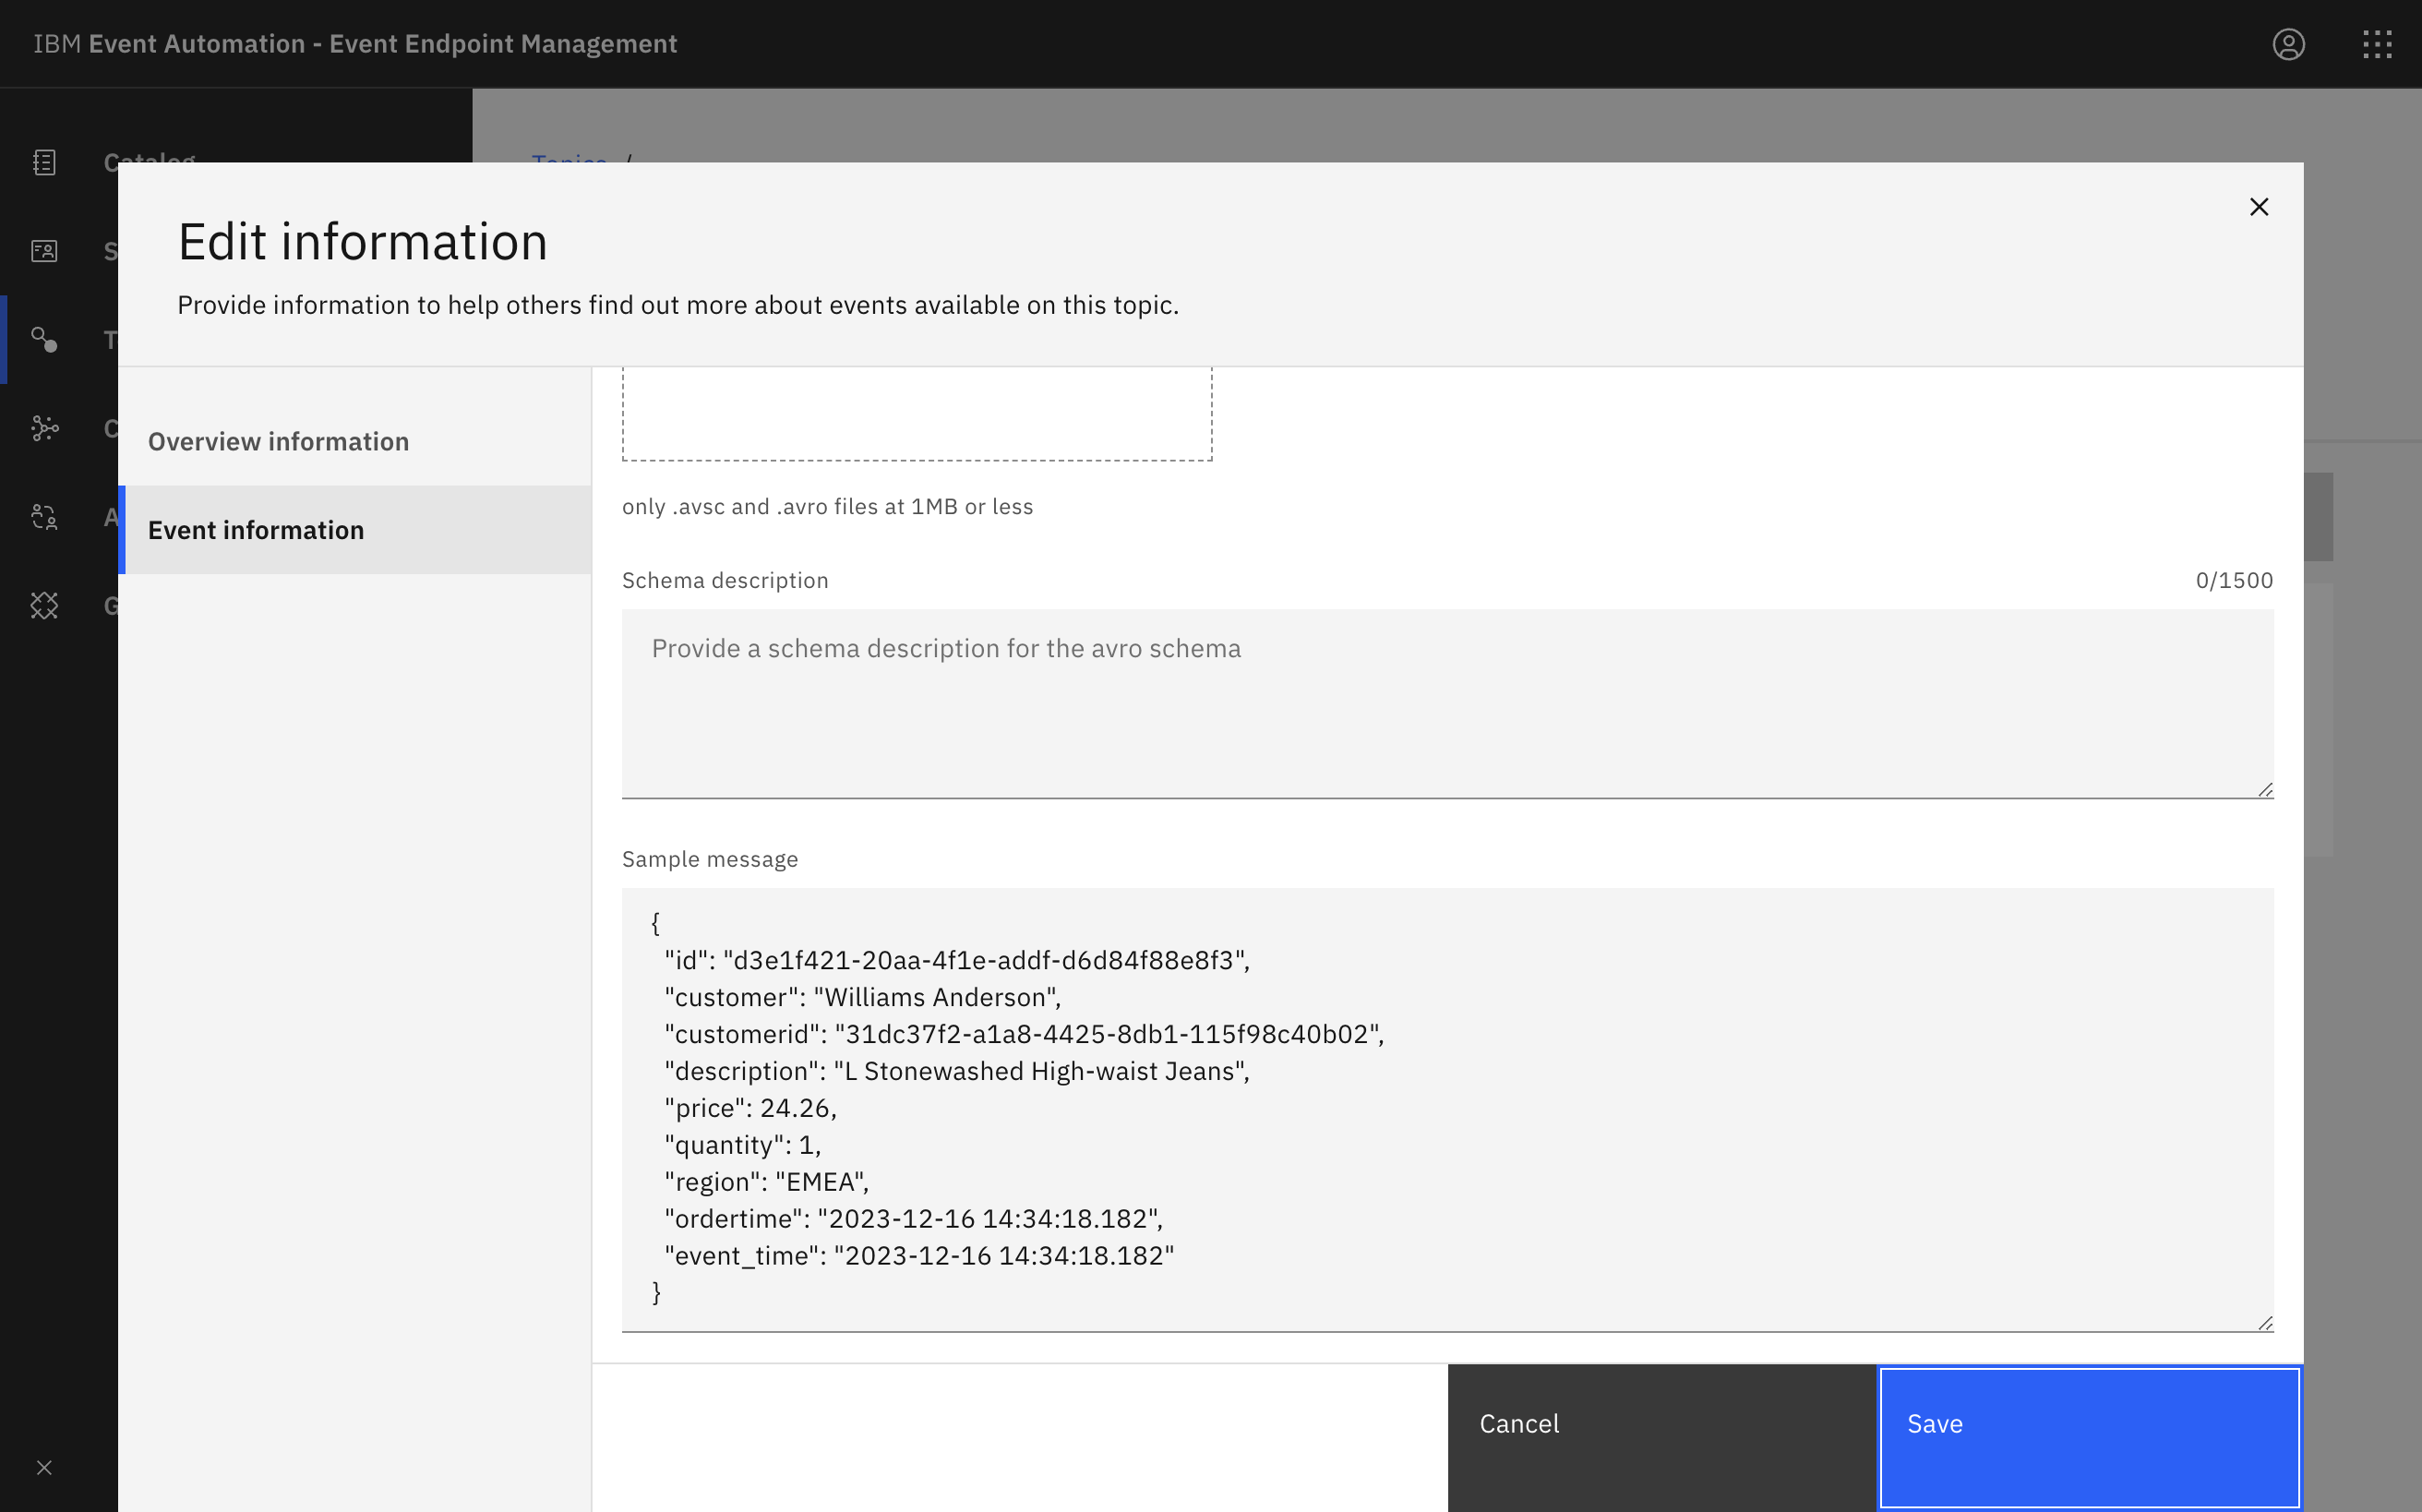 IBM Event Automation - Event Endpoint Management
Catalog
Topics /
Edit information
Provide information to help others find out more about events available on this topic.
Overview information
Event information
only .avsc and .avro files at 1MB or less
Schema description
0/1500
Provide a schema description for the avro schema
Sample message
{
"id": "d3e1f421-20aa-4f1e-addf-d6d84f88e8f3",
"customer": "Williams Anderson",
"customerid": "31dc37f2-a1a8-4425-8db1-115f98c40b02",
"description": "L Stonewashed High-waist Jeans",
"price": 24.26,
"quantity": 1,
"region": "EMEA",
"ordertime": "2023-12-16 14:34:18.182",
"event_time": "2023-12-16 14:34:18.182"
}
Cancel
Save